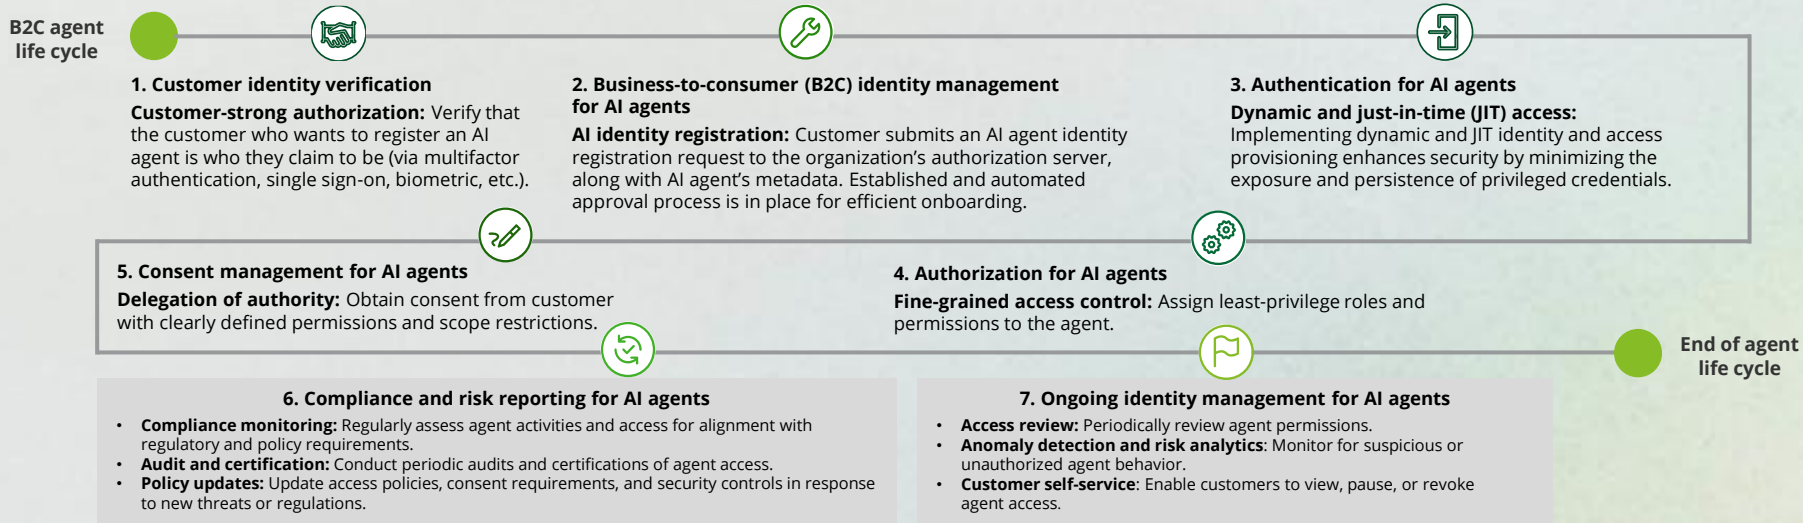 B2C agent
life cycle
1. Customer identity verification
Customer-strong authorization: Verify that
the customer who wants to register an AI
agent is who they claim to be (via multifactor
authentication, single sign-on, biometric, etc.).
2. Business-to-consumer (B2C) identity management
for AI agents
AI identity registration: Customer submits an AI agent identity
registration request to the organization’s authorization server,
along with AI agent’s metadata. Established and automated
approval process is in place for efficient onboarding.
3. Authentication for AI agents
Dynamic and just-in-time (JIT) access:
Implementing dynamic and JIT identity and access
provisioning enhances security by minimizing the
exposure and persistence of privileged credentials.
4. Authorization for AI agents
Fine-grained access control: Assign least-privilege roles and
permissions to the agent.
5. Consent management for AI agents
Delegation of authority: Obtain consent from customer
with clearly defined permissions and scope restrictions.
6. Compliance and risk reporting for AI agents
• Compliance monitoring: Regularly assess agent activities and access for alignment with
regulatory and policy requirements.
• Audit and certification: Conduct periodic audits and certifications of agent access.
• Policy updates: Update access policies, consent requirements, and security controls in response
to new threats or regulations.
7. Ongoing identity management for AI agents
• Access review: Periodically review agent permissions.
• Anomaly detection and risk analytics: Monitor for suspicious or
unauthorized agent behavior.
• Customer self-service: Enable customers to view, pause, or revoke
agent access.
End of agent
life cycle